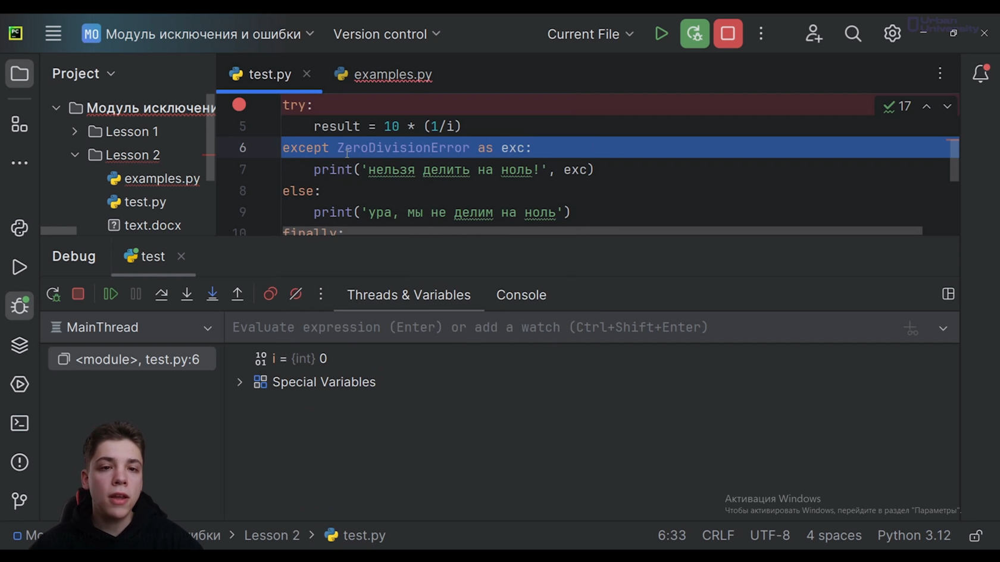 PC
MO Модуль исключения и ошибки
Version control
Current File
Urban University
Project
test.py
examples.py
Модуль исключени
Lesson 1
Lesson 2
examples.py
test.py
text.docx
try:
17
5 result = 10 * (1/i)
6 except ZeroDivisionError as exc:
7 print('нельзя делить на ноль!', exc)
8 else:
9 print('ура, мы не делим на ноль')
10 finally:
Debug
test
Threads & Variables
Console
MainThread
Evaluate expression (Enter) or add a watch (Ctrl+Shift+Enter)
<module>, test.py:6
10 01 i = {int} 0
Special Variables
Активация Windows
Чтобы активировать Windows, перейдите в раздел "Параметры".
ибки > Lesson 2 > test.py
6:33 CRLF UTF-8 4 spaces Python 3.12